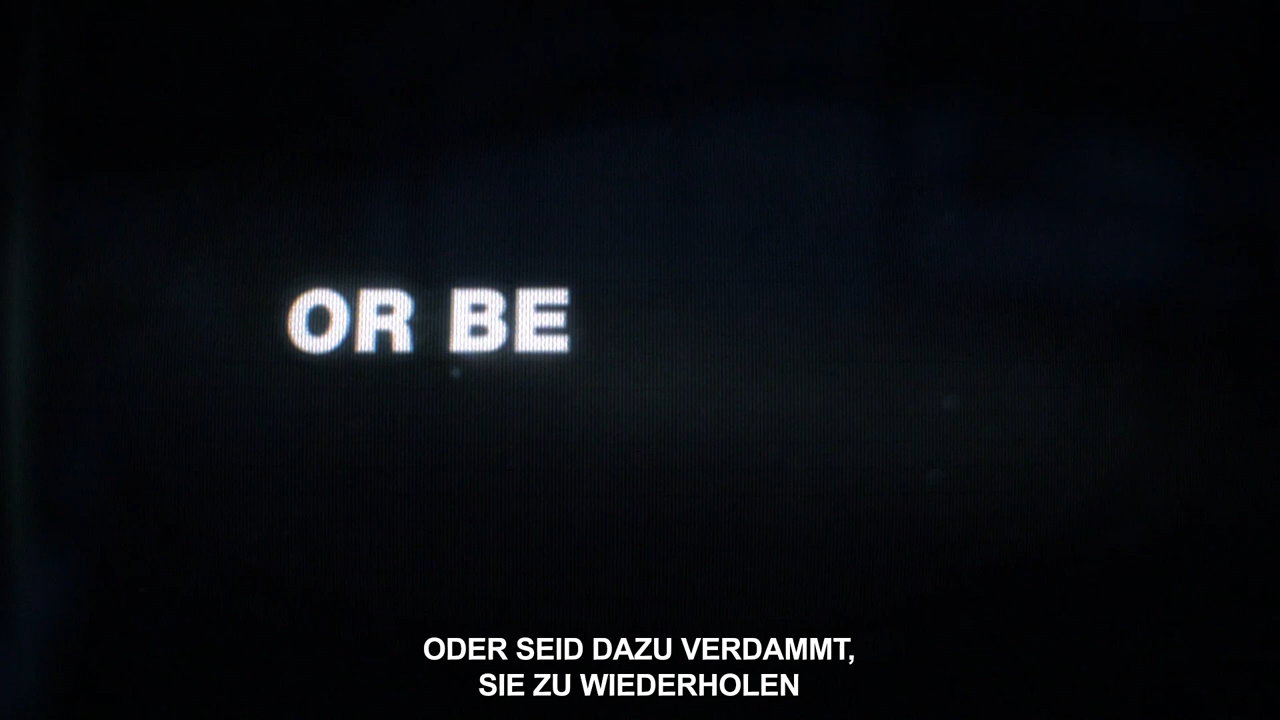 OR BE
ODER SEID DAZU VERDAMMT,
SIE ZU WIEDERHOLEN